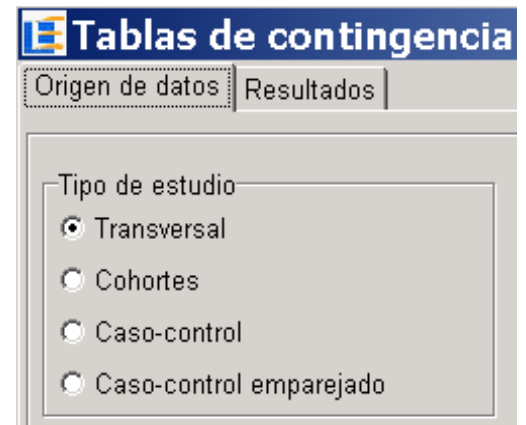 Tablas de contingencia
Origen de datos Resultados
Tipo de estudio
Transversal
Cohortes
Caso-control
Caso-control emparejado